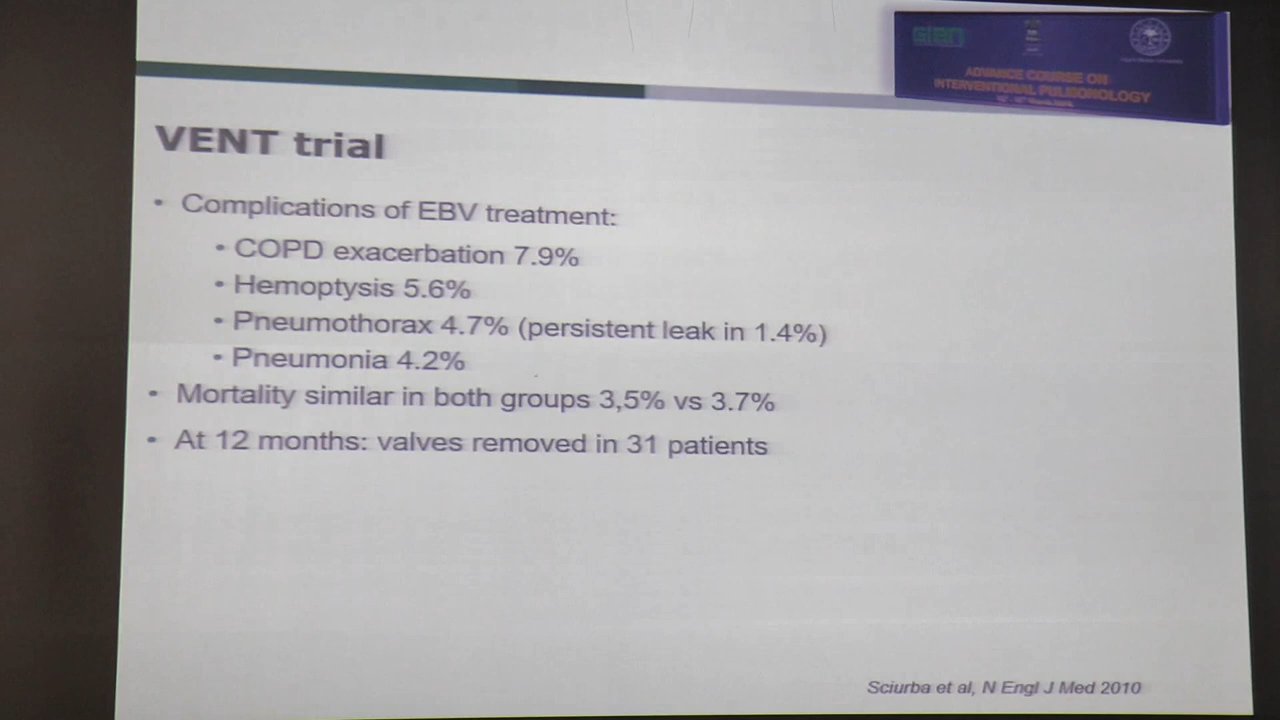 gian
ADVANCE COURSE ON
INTERVENTIONAL PULMONOLOGY
VENT trial
• Complications of EBV treatment:
• COPD exacerbation 7.9%
• Hemoptysis 5.6%
• Pneumothorax 4.7% (persistent leak in 1.4%)
• Pneumonia 4.2%
• Mortality similar in both groups 3,5% vs 3.7%
• At 12 months: valves removed in 31 patients
Sciurba et al, N Engl J Med 2010